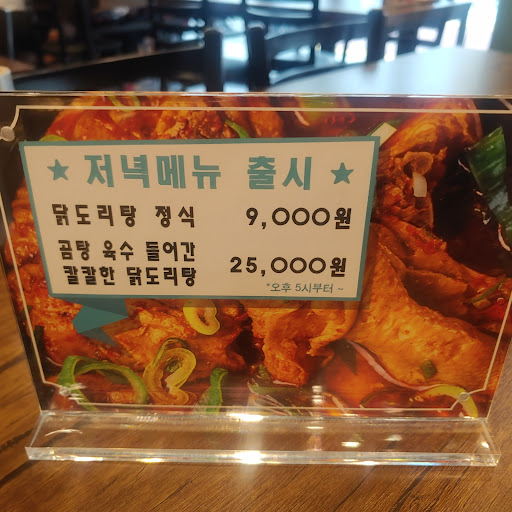 ★ 저녁메뉴 출시 ★
닭도리탕 정식 9,000원
곰탕 육수 들어간
칼칼한 닭도리탕 25,000원
*오후 5시부터 ~